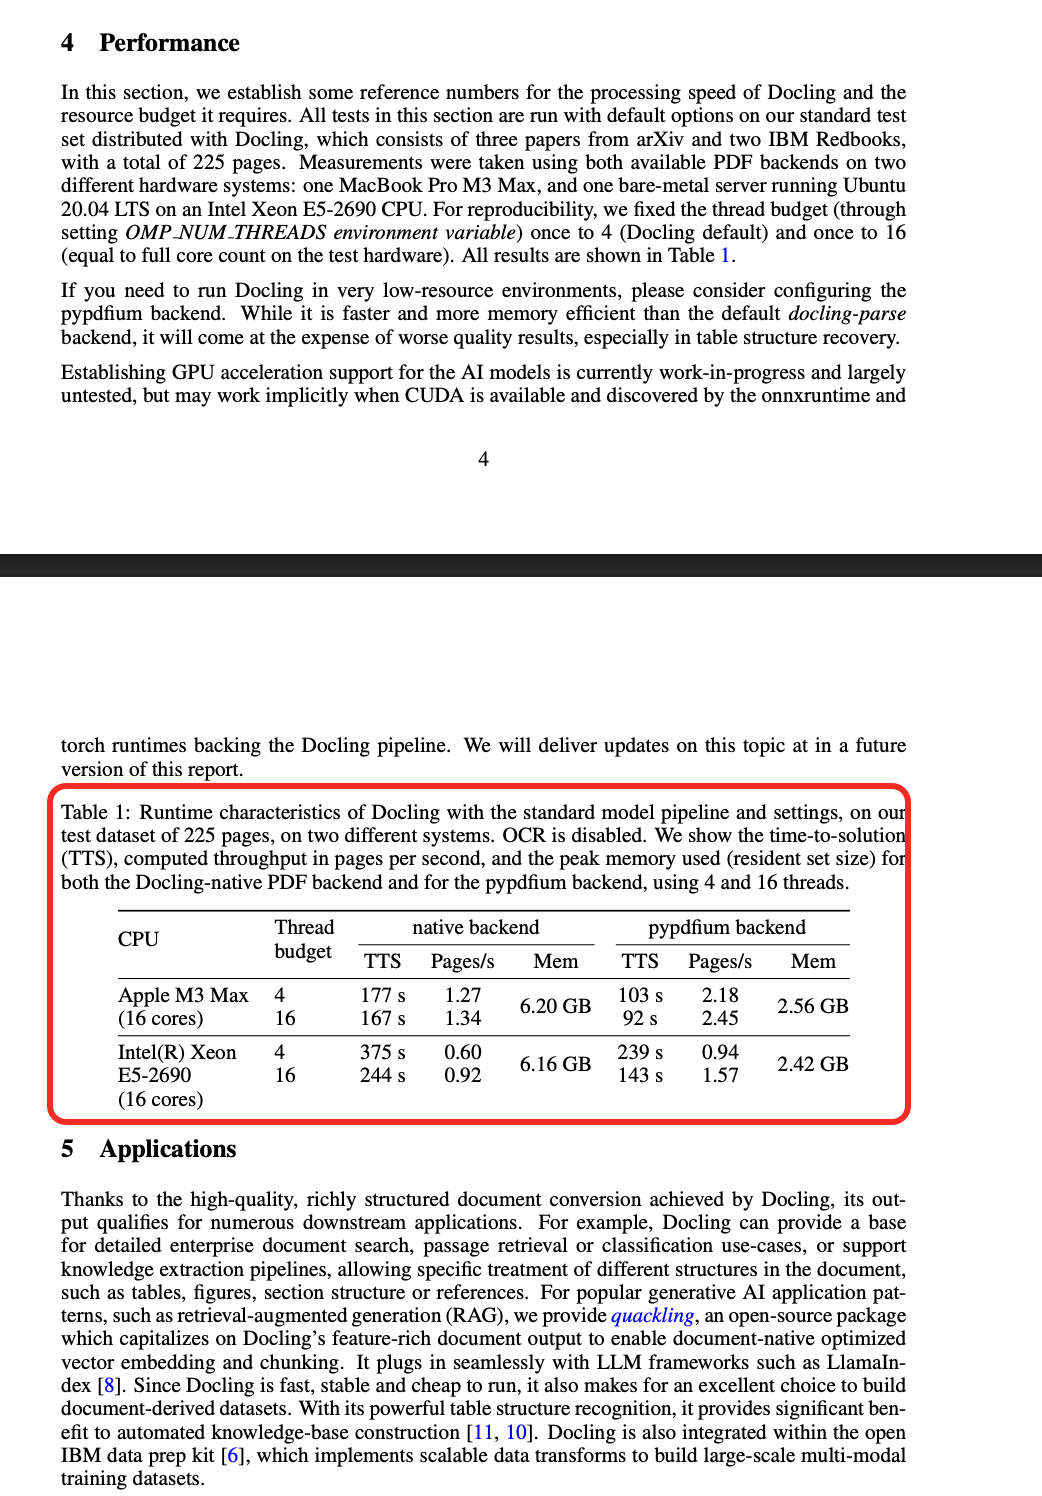 4 Performance
In this section, we establish some reference numbers for the processing speed of Docling and the
resource budget it requires. All tests in this section are run with default options on our standard test
set distributed with Docling, which consists of three papers from arXiv and two IBM Redbooks,
with a total of 225 pages. Measurements were taken using both available PDF backends on two
different hardware systems: one MacBook Pro M3 Max, and one bare-metal server running Ubuntu
20.04 LTS on an Intel Xeon E5-2690 CPU. For reproducibility, we fixed the thread budget (through
setting OMP_NUM_THREADS environment variable) once to 4 (Docling default) and once to 16
(equal to full core count on the test hardware). All results are shown in Table 1.
If you need to run Docling in very low-resource environments, please consider configuring the
pypdfium backend. While it is faster and more memory efficient than the default docling-parse
backend, it will come at the expense of worse quality results, especially in table structure recovery.
Establishing GPU acceleration support for the AI models is currently work-in-progress and largely
untested, but may work implicitly when CUDA is available and discovered by the onnxruntime and
4
torch runtimes backing the Docling pipeline. We will deliver updates on this topic at in a future
version of this report.
Table 1: Runtime characteristics of Docling with the standard model pipeline and settings, on our
test dataset of 225 pages, on two different systems. OCR is disabled. We show the time-to-solution
(TTS), computed throughput in pages per second, and the peak memory used (resident set size) for
both the Docling-native PDF backend and for the pypdfium backend, using 4 and 16 threads.
CPU Thread budget native backend pypdfium backend
TTS Pages/s Mem TTS Pages/s Mem
Apple M3 Max 4 177 s 1.27 6.20 GB 103 s 2.18 2.56 GB
(16 cores) 16 167 s 1.34 92 s 2.45
Intel(R) Xeon 4 375 s 0.60 6.16 GB 239 s 0.94 2.42 GB
E5-2690 16 244 s 0.92 143 s 1.57
(16 cores)
5 Applications
Thanks to the high-quality, richly structured document conversion achieved by Docling, its out-
put qualifies for numerous downstream applications. For example, Docling can provide a base
for detailed enterprise document search, passage retrieval or classification use-cases, or support
knowledge extraction pipelines, allowing specific treatment of different structures in the document,
such as tables, figures, section structure or references. For popular generative AI application pat-
terns, such as retrieval-augmented generation (RAG), we provide quackling, an open-source package
which capitalizes on Docling's feature-rich document output to enable document-native optimized
vector embedding and chunking. It plugs in seamlessly with LLM frameworks such as LlamaIn-
dex [8]. Since Docling is fast, stable and cheap to run, it also makes for an excellent choice to build
document-derived datasets. With its powerful table structure recognition, it provides significant ben-
efit to automated knowledge-base construction [11, 10]. Docling is also integrated within the open
IBM data prep kit [6], which implements scalable data transforms to build large-scale multi-modal
training datasets.